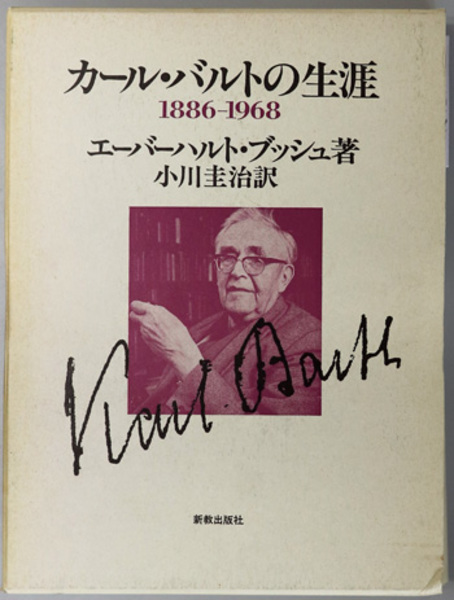 カール・バルトの生涯
1886-1968
エーバーハルト・ブッシュ著
小川圭治訳
Karl Barth
新教出版社